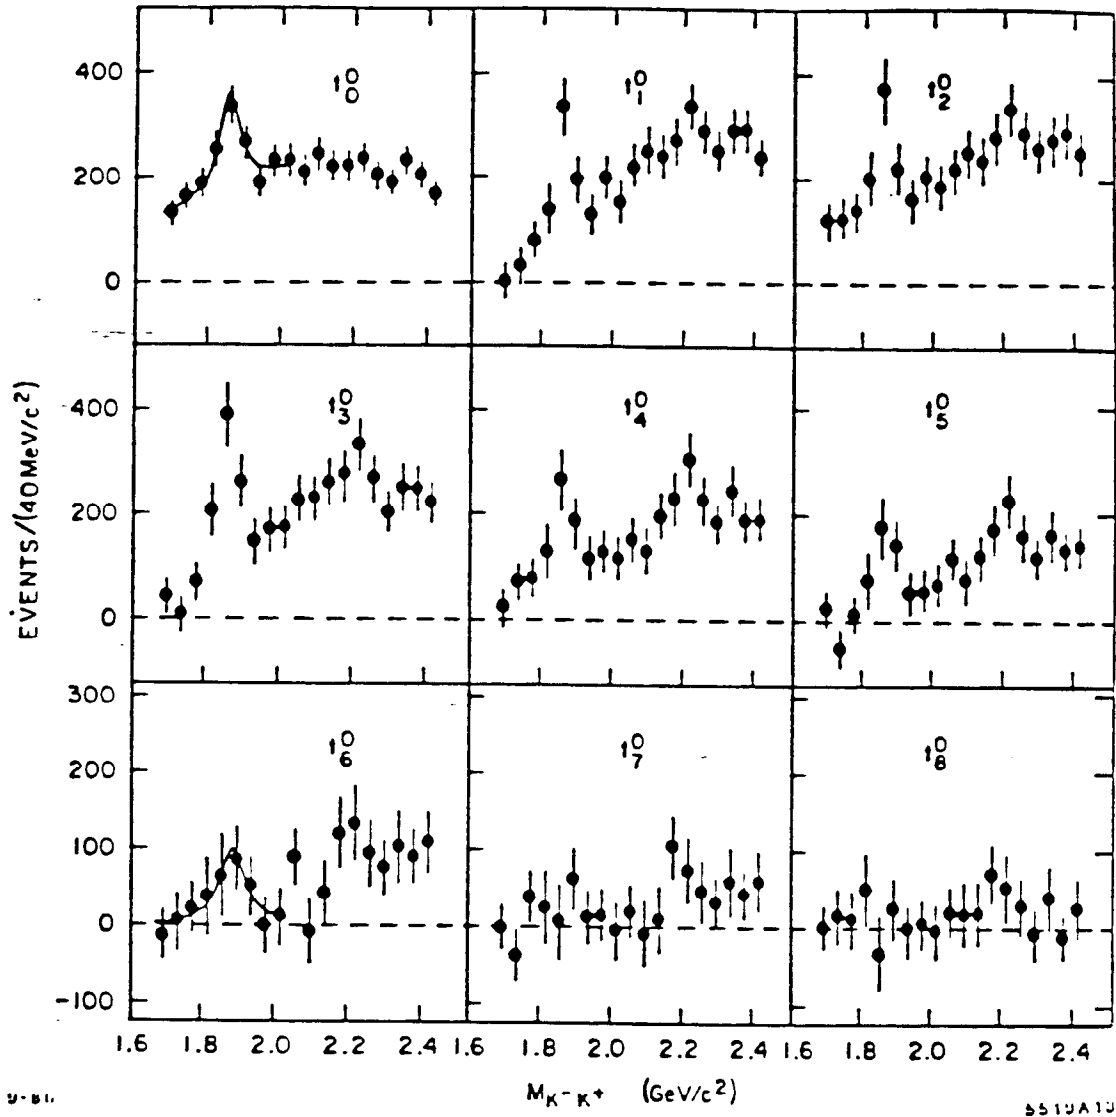 400
200
0
t⁰₀
t⁰₁
t⁰₂
400
200
0
t⁰₃
t⁰₄
t⁰₅
300
200
100
0
-100
t⁰₆
t⁰₇
t⁰₈
EVENTS/(40 MeV/c²)
1.6 1.8 2.0 2.2 2.4 1.6 1.8 2.0 2.2 2.4 1.6 1.8 2.0 2.2 2.4
M K⁻K⁺ (GeV/c²)